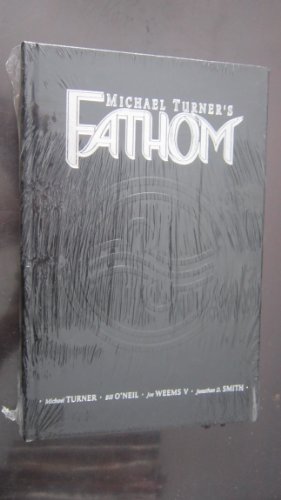 MICHAEL TURNER'S
FATHOM
· Michael TURNER · Bill O'NEIL · Joe WEEMS V · Jonathan D. SMITH ·